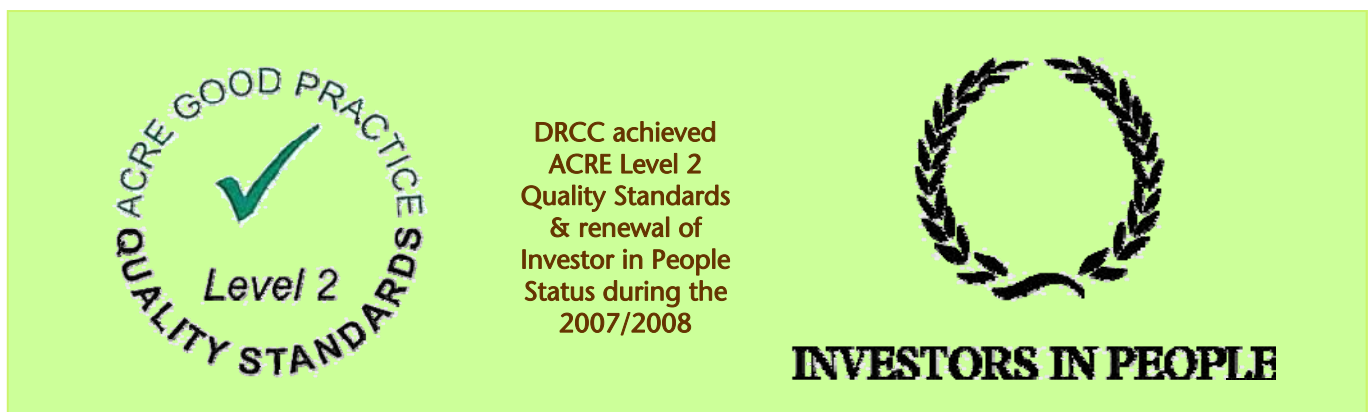 ACRE GOOD PRACTICE
QUALITY STANDARDS
Level 2
DRCC achieved
ACRE Level 2
Quality Standards
& renewal of
Investor in People
Status during the
2007/2008
INVESTORS IN PEOPLE